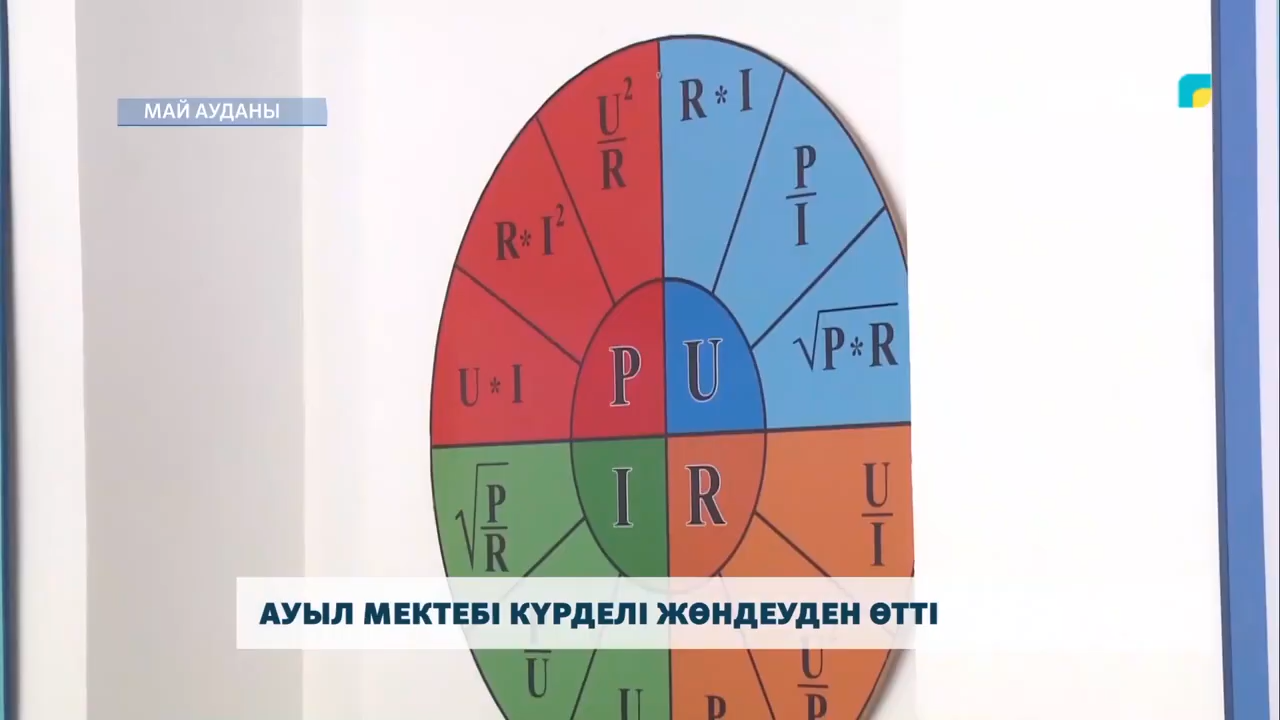 МАЙ АУДАНЫ
U²
R
R * I
P
I
R * I²
√P * R
U * I
P U
I R
√P
R
U
I
АУЫЛ МЕКТЕБІ КҮРДЕЛІ ЖӨНДЕУДЕН ӨТТІ
U
U
P
U
P